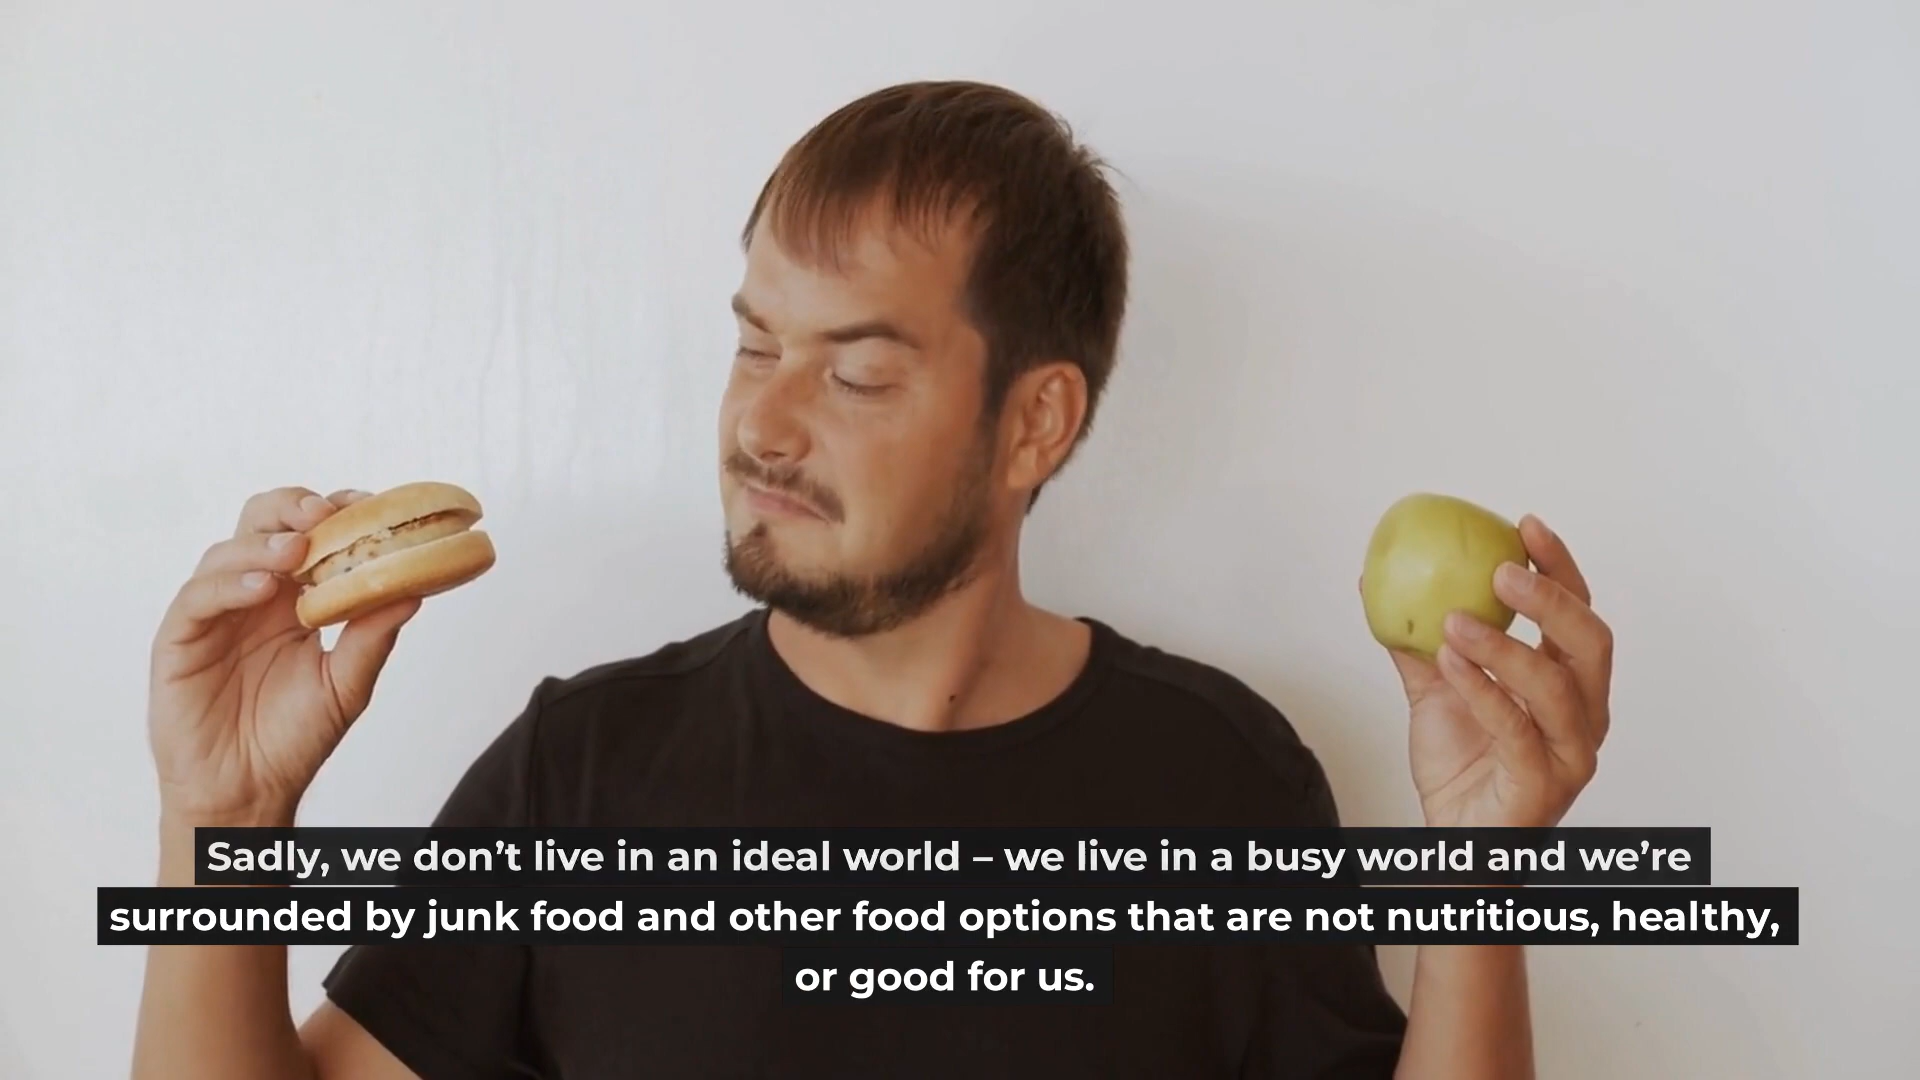 Sadly, we don’t live in an ideal world – we live in a busy world and we’re
surrounded by junk food and other food options that are not nutritious, healthy,
or good for us.